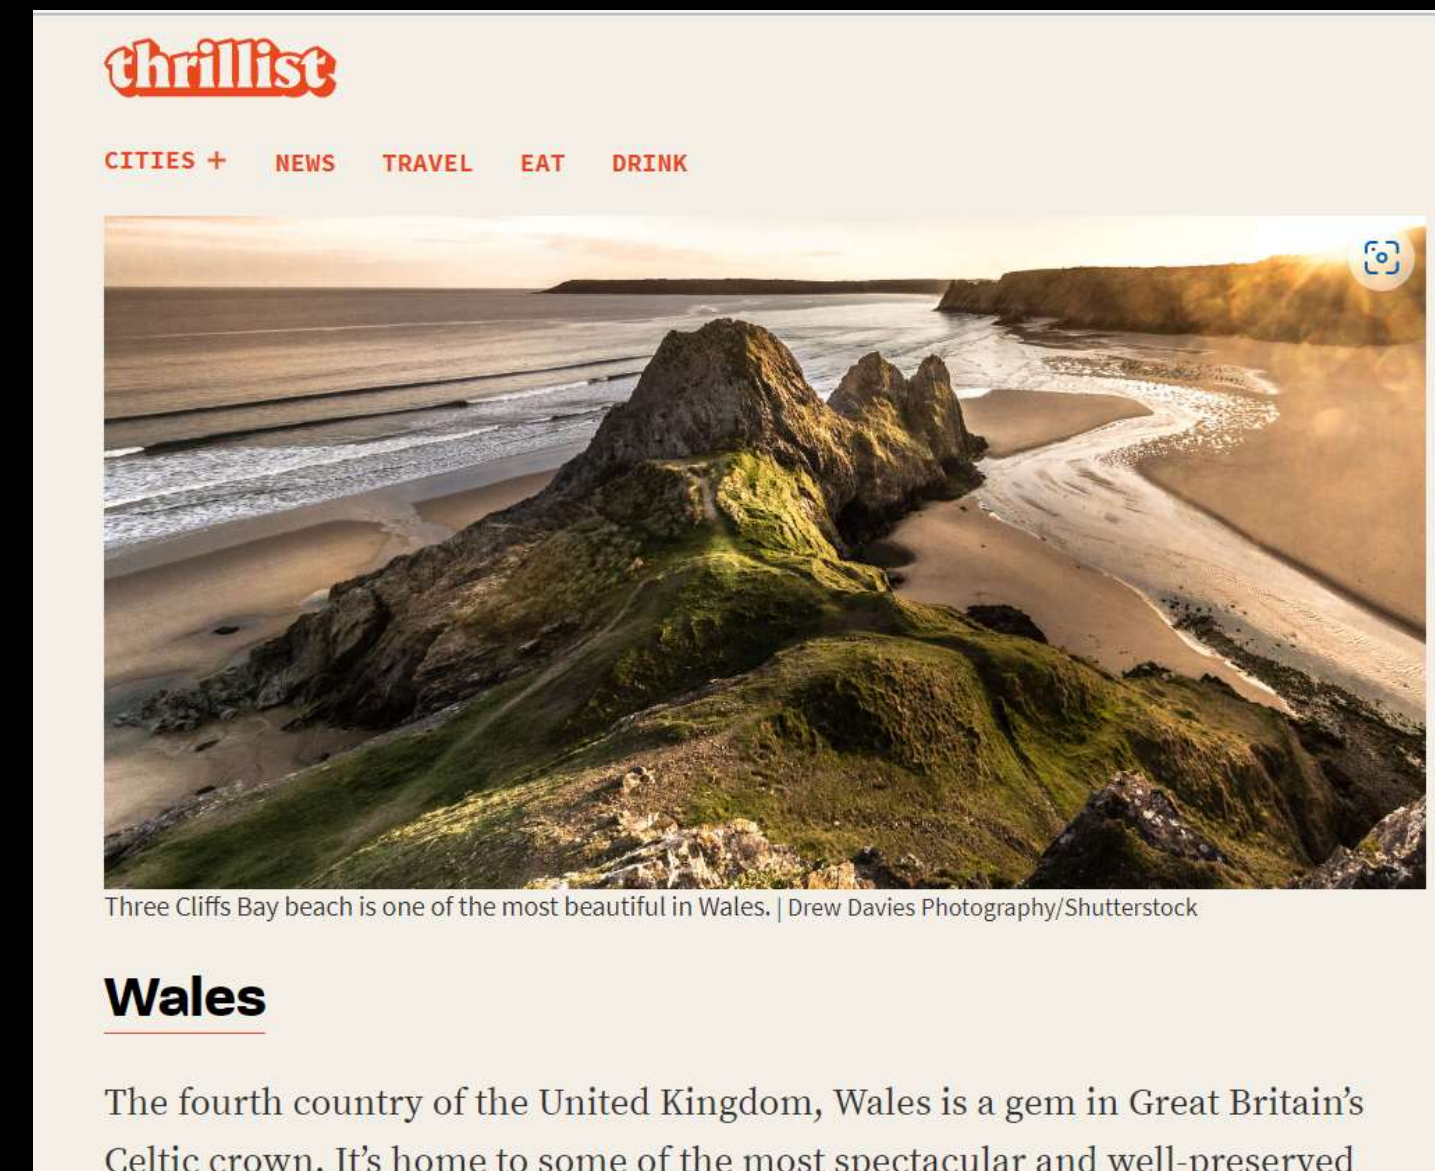 thrillist
CITIES + NEWS TRAVEL EAT DRINK
Three Cliffs Bay beach is one of the most beautiful in Wales. | Drew Davies Photography/Shutterstock
Wales
The fourth country of the United Kingdom, Wales is a gem in Great Britain’s
Celtic crown. It’s home to some of the most spectacular and well-preserved